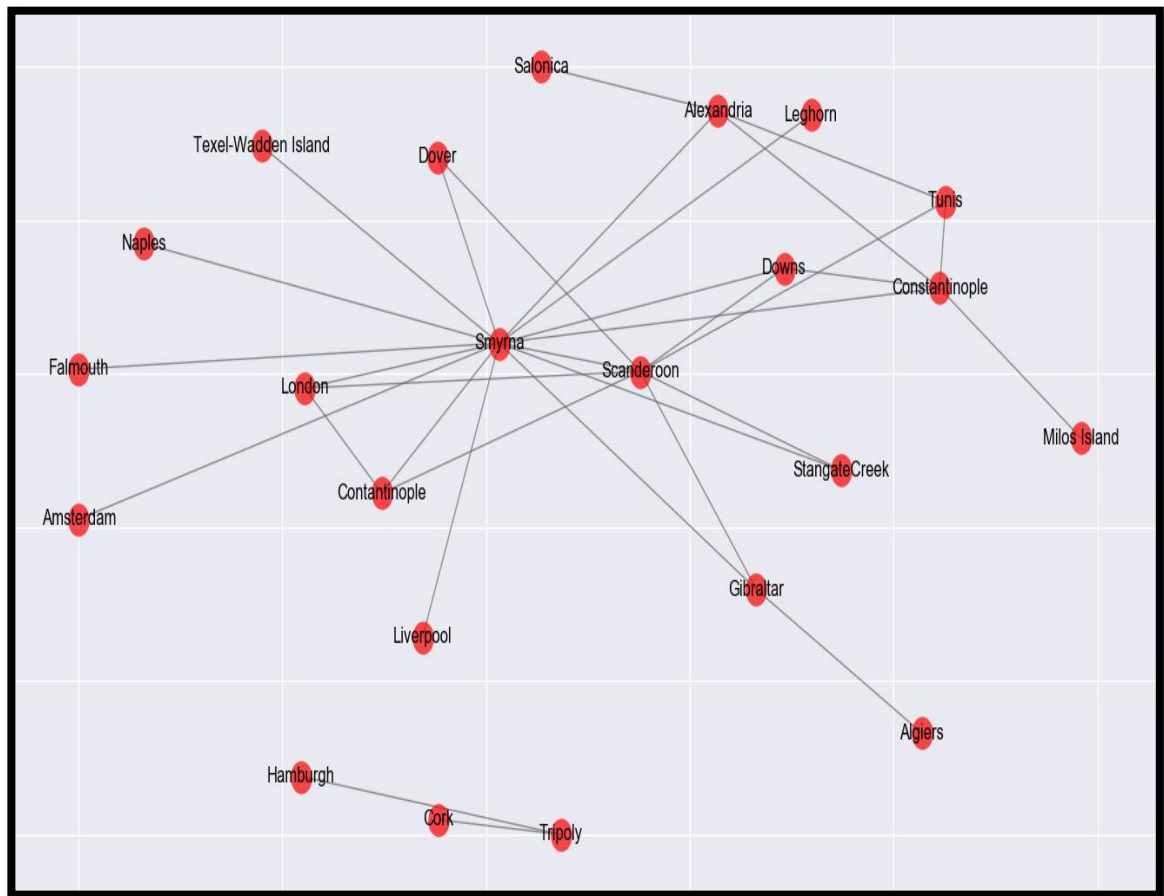 Salonica
Alexandria
Leghorn
Texel-Wadden Island
Dover
Tunis
Naples
Downs
Constantinople
Smyrna
Falmouth
Scanderoon
London
Milos Island
StangateCreek
Contantinople
Amsterdam
Gibraltar
Liverpool
Algiers
Hamburgh
Cork
Tripoly